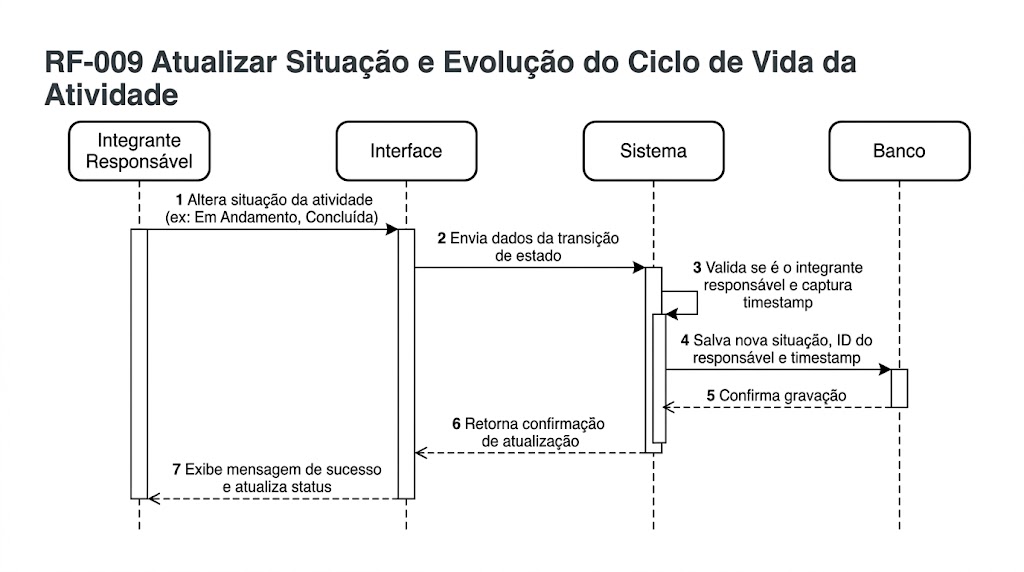 RF-009 Atualizar Situação e Evolução do Ciclo de Vida da
Atividade
Integrante
Responsável
Interface
Sistema
Banco
1 Altera situação da atividade
(ex: Em Andamento, Concluída)
2 Envia dados da transição
de estado
3 Valida se é o integrante
responsável e captura
timestamp
4 Salva nova situação, ID do
responsável e timestamp
5 Confirma gravação
6 Retorna confirmação
de atualização
7 Exibe mensagem de sucesso
e atualiza status